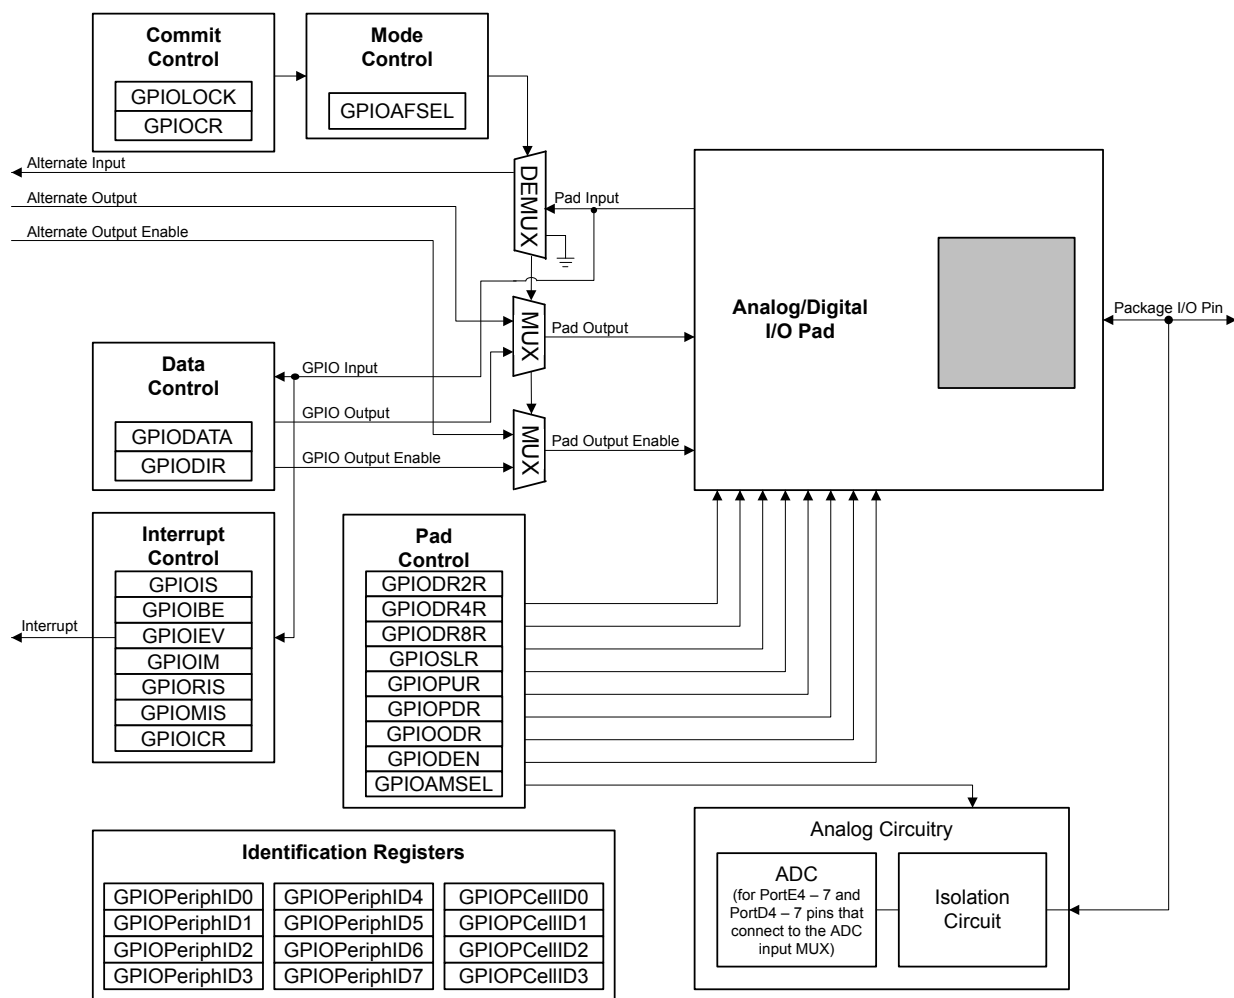 Commit
Control
GPIOLOCK
GPIOCR
Mode
Control
GPIOAFSEL
Alternate Input
Alternate Output
Alternate Output Enable
DEMUX
Pad Input
MUX
Pad Output
MUX
Pad Output Enable
Analog/Digital
I/O Pad
Package I/O Pin
Data
Control
GPIODATA
GPIODIR
GPIO Input
GPIO Output
GPIO Output Enable
Interrupt
Control
GPIOIS
GPIOIBE
GPIOIEV
GPIOIM
GPIORIS
GPIOMIS
GPIOICR
Interrupt
Pad
Control
GPIODR2R
GPIODR4R
GPIODR8R
GPIOSLR
GPIOPUR
GPIOPDR
GPIOODR
GPIODEN
GPIOAMSEL
Analog Circuitry
ADC
(for PortE4 – 7 and
PortD4 – 7 pins that
connect to the ADC
input MUX)
Isolation
Circuit
Identification Registers
GPIOPeriphID0
GPIOPeriphID1
GPIOPeriphID2
GPIOPeriphID3
GPIOPeriphID4
GPIOPeriphID5
GPIOPeriphID6
GPIOPeriphID7
GPIOPCellID0
GPIOPCellID1
GPIOPCellID2
GPIOPCellID3